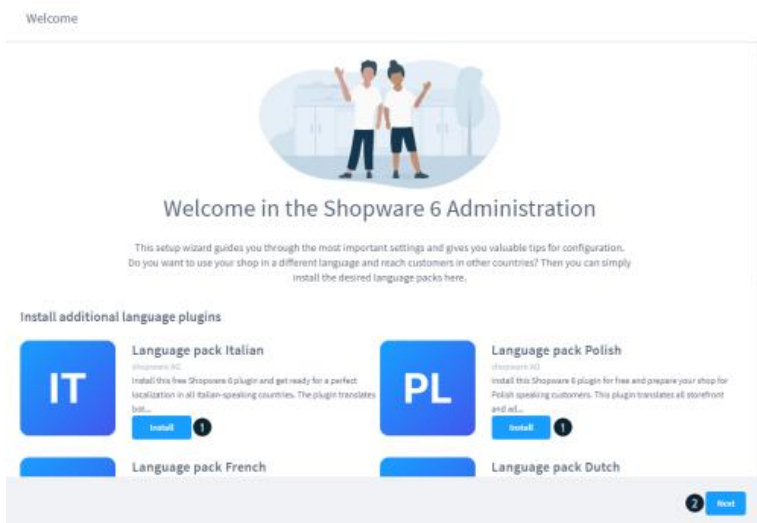 Welcome
Welcome in the Shopware 6 Administration
This setup wizard guides you through the most important settings and gives you valuable tips for configuration.
Do you want to use your shop in a different language and reach customers in other countries? Then you can simply
install the desired language packs here.
Install additional language plugins
IT
Language pack Italian
shopware AG
Install this free Shopware 6 plugin and get ready for a perfect
localization in all Italian-speaking countries. The plugin translates
bot...
Install 1
PL
Language pack Polish
shopware AG
Install this Shopware 6 plugin for free and prepare your shop for
Polish speaking customers. This plugin translates all storefront
and ad...
Install 1
Language pack French
Language pack Dutch
2 Next